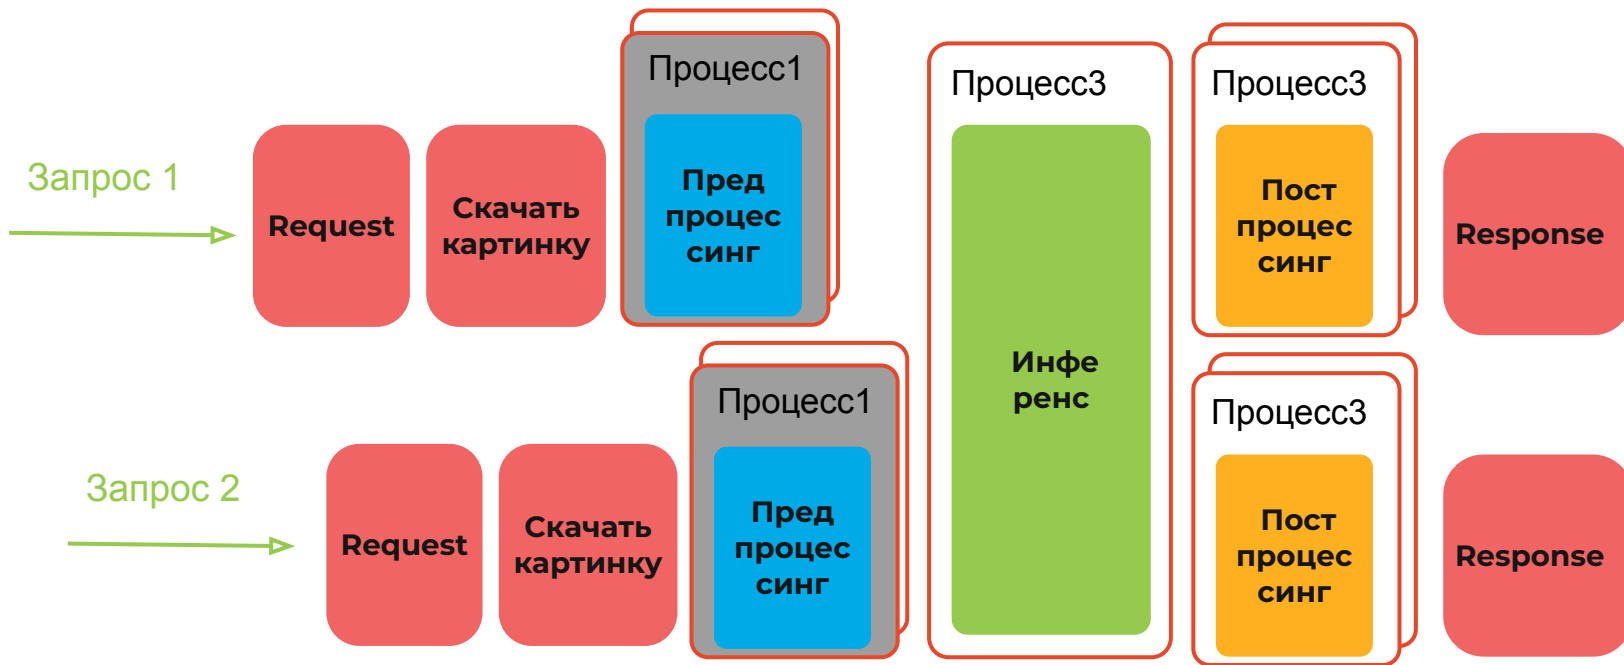 Запрос 1
Request
Скачать
картинку
Процесс1
Пред
процес
синг
Процесс3
Инфе
ренс
Процесс3
Пост
процес
синг
Response
Запрос 2
Request
Скачать
картинку
Процесс1
Пред
процес
синг
Процесс3
Пост
процес
синг
Response